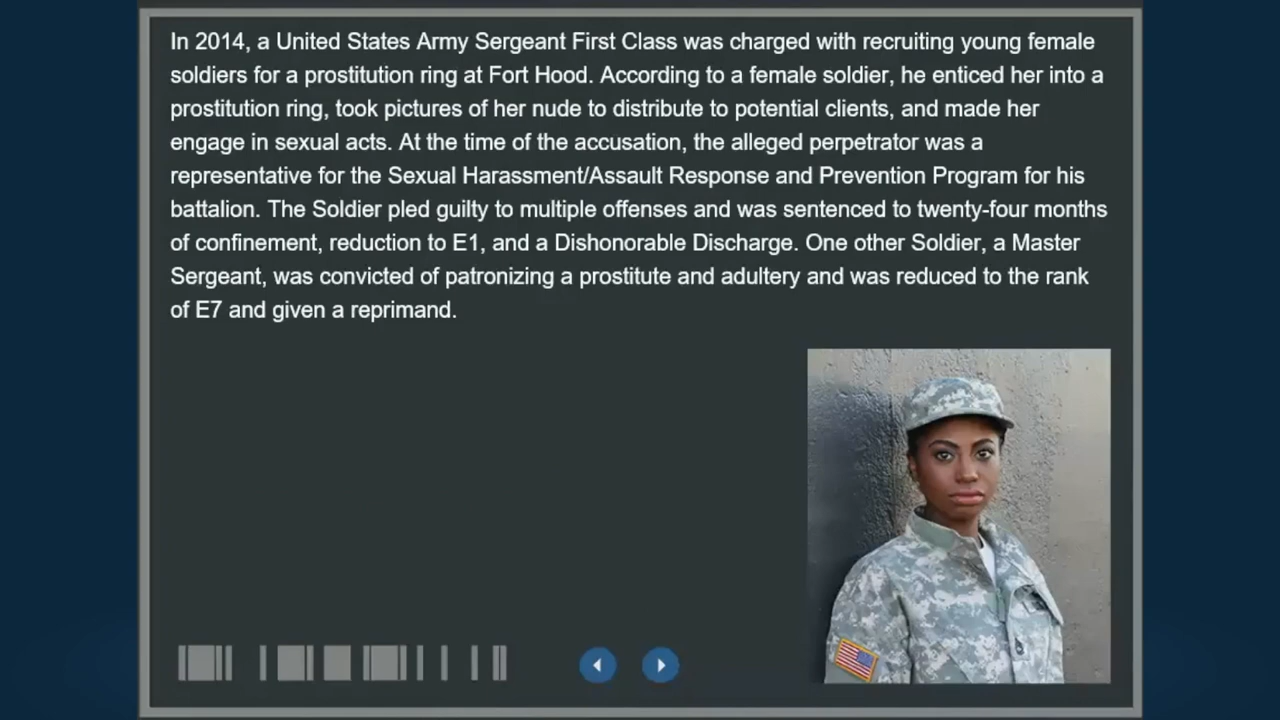 In 2014, a United States Army Sergeant First Class was charged with recruiting young female
soldiers for a prostitution ring at Fort Hood. According to a female soldier, he enticed her into a
prostitution ring, took pictures of her nude to distribute to potential clients, and made her
engage in sexual acts. At the time of the accusation, the alleged perpetrator was a
representative for the Sexual Harassment/Assault Response and Prevention Program for his
battalion. The Soldier pled guilty to multiple offenses and was sentenced to twenty-four months
of confinement, reduction to E1, and a Dishonorable Discharge. One other Soldier, a Master
Sergeant, was convicted of patronizing a prostitute and adultery and was reduced to the rank
of E7 and given a reprimand.